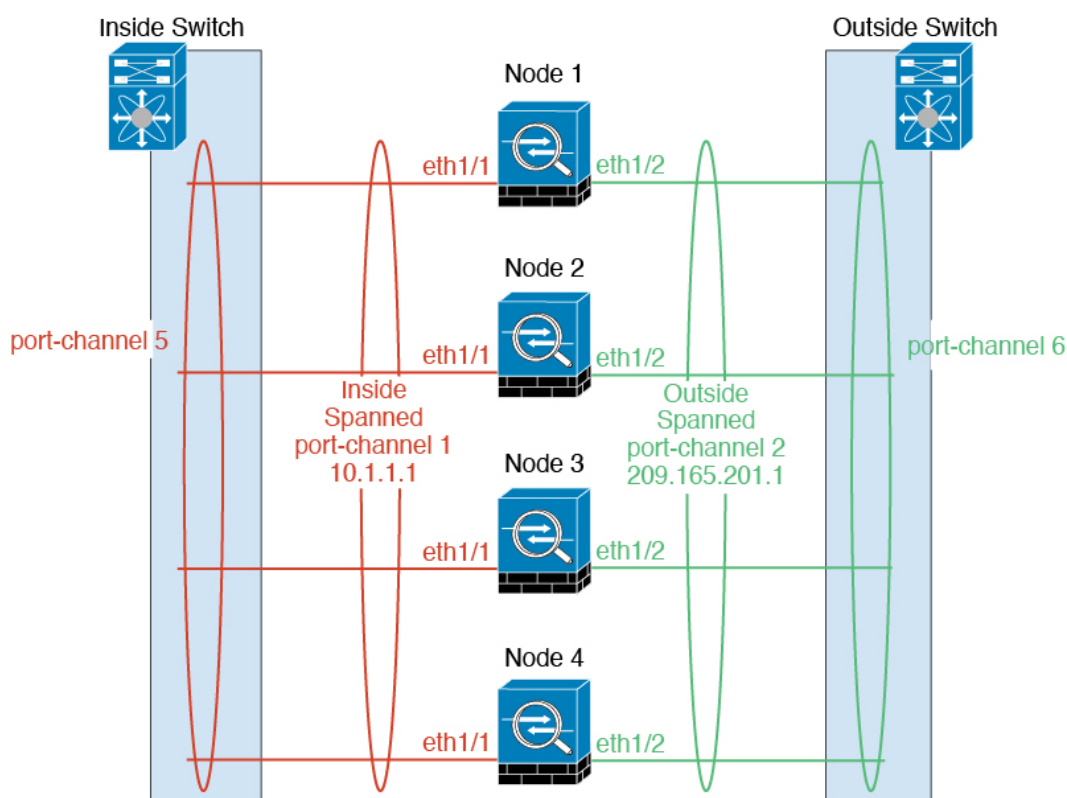 Inside Switch
Outside Switch
Node 1
eth1/1
eth1/2
Node 2
port-channel 5
port-channel 6
eth1/1
eth1/2
Inside
Spanned
port-channel 1
10.1.1.1
Outside
Spanned
port-channel 2
209.165.201.1
Node 3
eth1/1
eth1/2
Node 4
eth1/1
eth1/2